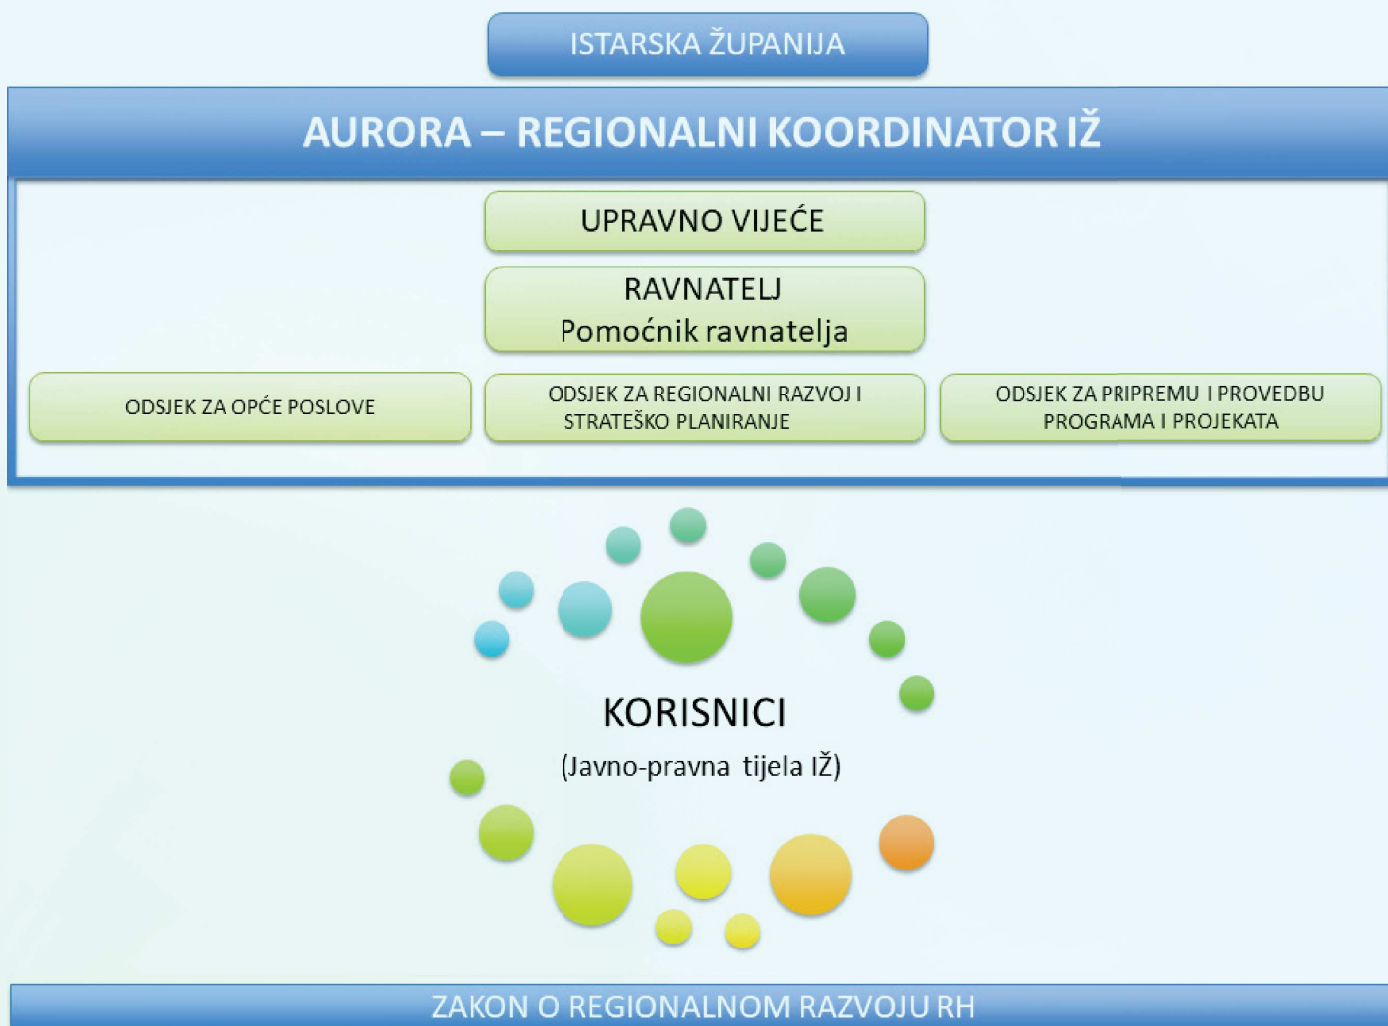 ISTARSKA ŽUPANIJA
AURORA – REGIONALNI KOORDINATOR IŽ
UPRAVNO VIJEĆE
RAVNATELJ
Pomoćnik ravnatelja
ODSJEK ZA OPĆE POSLOVE
ODSJEK ZA REGIONALNI RAZVOJ I
STRATEŠKO PLANIRANJE
ODSJEK ZA PRIPREMU I PROVEDBU
PROGRAMA I PROJEKATA
KORISNICI
(Javno-pravna tijela IŽ)
ZAKON O REGIONALNOM RAZVOJU RH